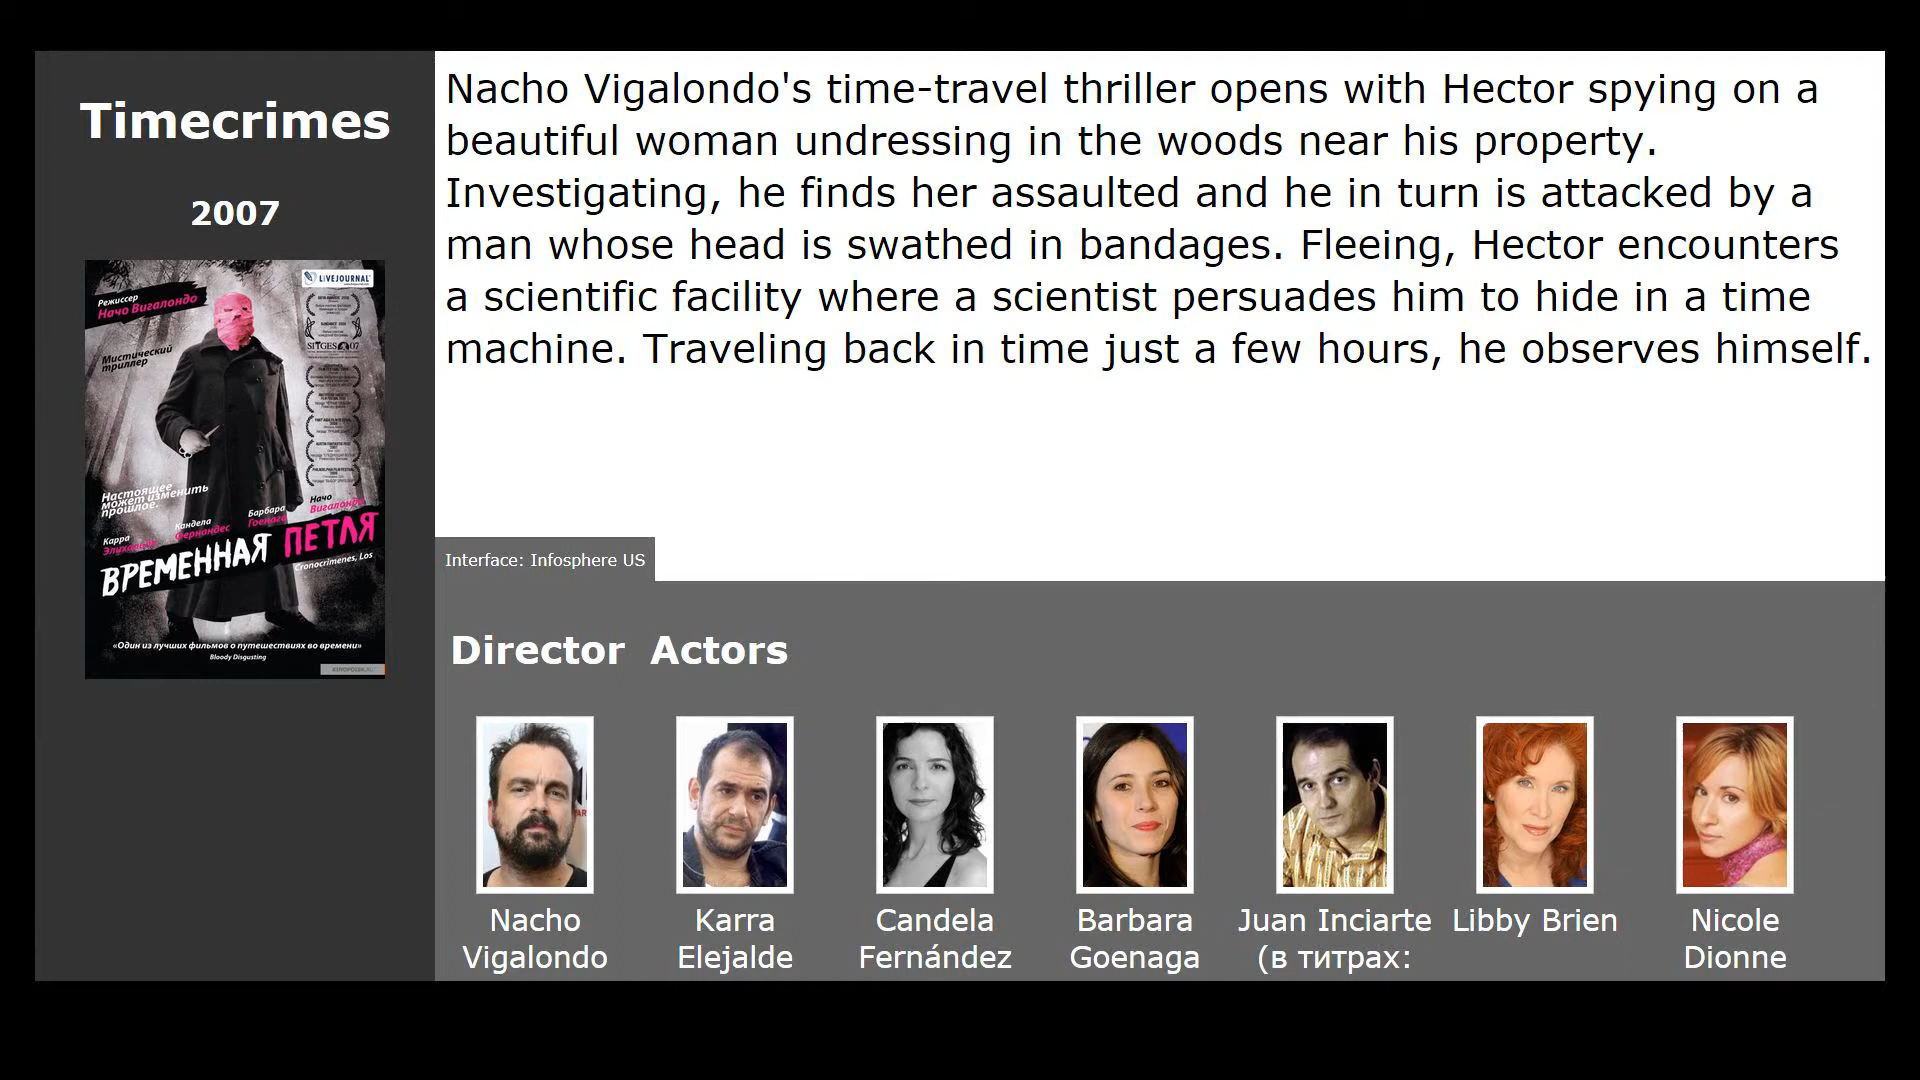 Timecrimes
2007
Режиссер
Начо Вигалондо
LIVEJOURNAL
SITGES 07
Мистический
триллер
Настоящее
может изменить
прошлое.
Карра
Кандела
Фернандес
Барбара
Гоенага
Начо
Вигалондо
ВРЕМЕННАЯ ПЕТЛЯ
Cronocrimenes, Los
«Один из лучших фильмов о путешествиях во времени»
Bloody Disgusting
Nacho Vigalondo's time-travel thriller opens with Hector spying on a
beautiful woman undressing in the woods near his property.
Investigating, he finds her assaulted and he in turn is attacked by a
man whose head is swathed in bandages. Fleeing, Hector encounters
a scientific facility where a scientist persuades him to hide in a time
machine. Traveling back in time just a few hours, he observes himself.
Interface: Infosphere US
Director Actors
Nacho
Vigalondo
Karra
Elejalde
Candela
Fernández
Barbara
Goenaga
Juan Inciarte
(в титрах:
Libby Brien
Nicole
Dionne